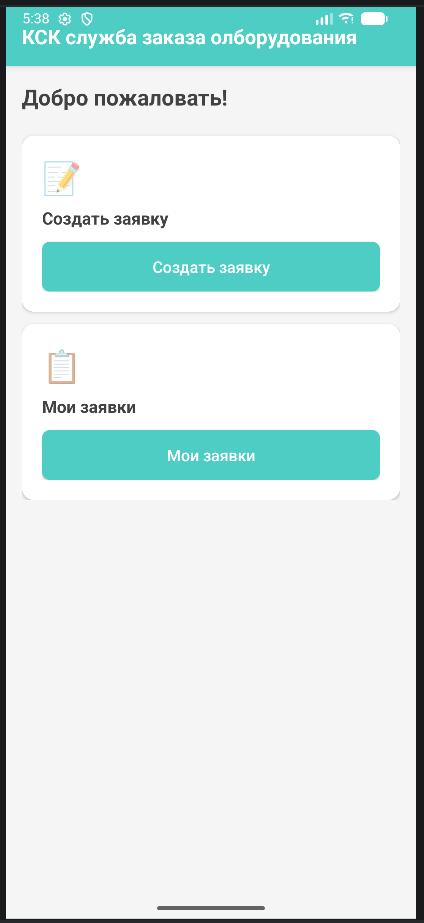 5:38
КСК служба заказа олборудования
Добро пожаловать!
Создать заявку
Создать заявку
Мои заявки
Мои заявки